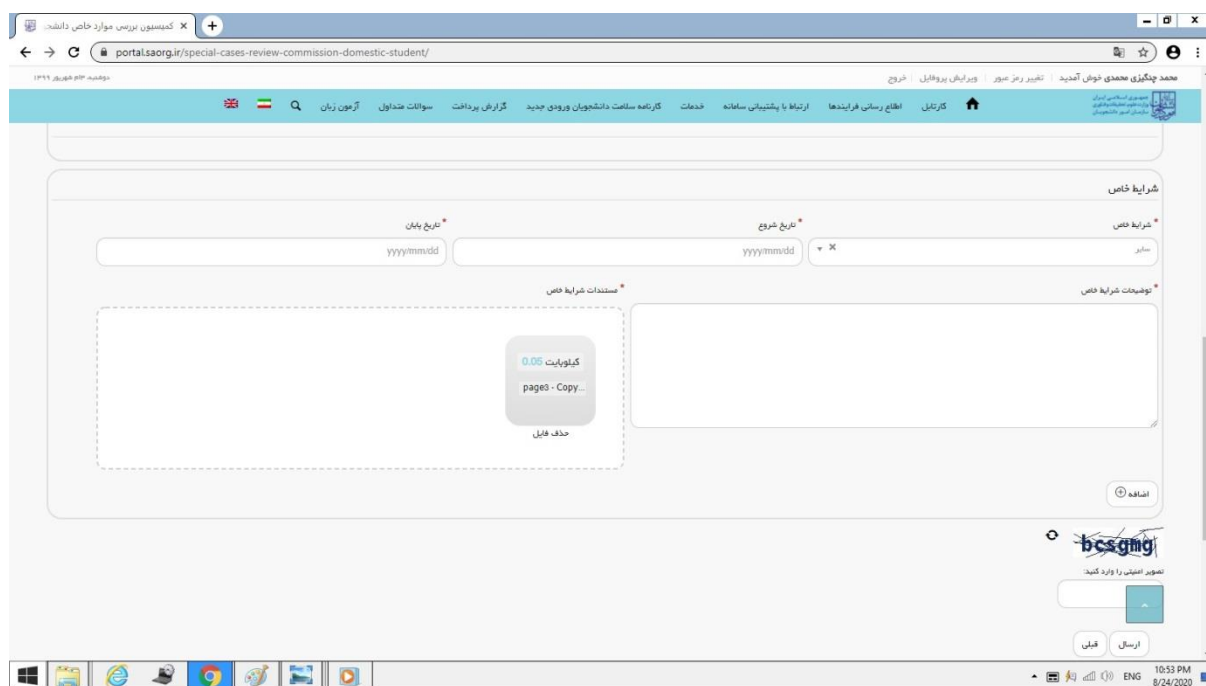 کمیسیون بررسی موارد خاص دانشج
portal.saorg.ir/special-cases-review-commission-domestic-student/
محمد چنگیزی محمدی خوش آمدید | تغییر رمز عبور | ویرایش پروفایل | خروج
دوشنبه، ۳ام شهریور ۱۳۹۹
کارتابل اطلاع رسانی فرایندها ارتباط با پشتیبانی سامانه خدمات کارنامه سلامت دانشجویان ورودی جدید گزارش پرداخت سوالات متداول آزمون زبان
شرایط خاص
* شرایط خاص
* تاریخ شروع
* تاریخ پایان
سایر
yyyy/mm/dd
yyyy/mm/dd
* توضیحات شرایط خاص
* مستندات شرایط خاص
0.05 کیلوبایت
page3 - Copy...
حذف فایل
اضافه
bcsgmg
تصویر امنیتی را وارد کنید:
ارسال
قبلی
ENG
10:53 PM
8/24/2020